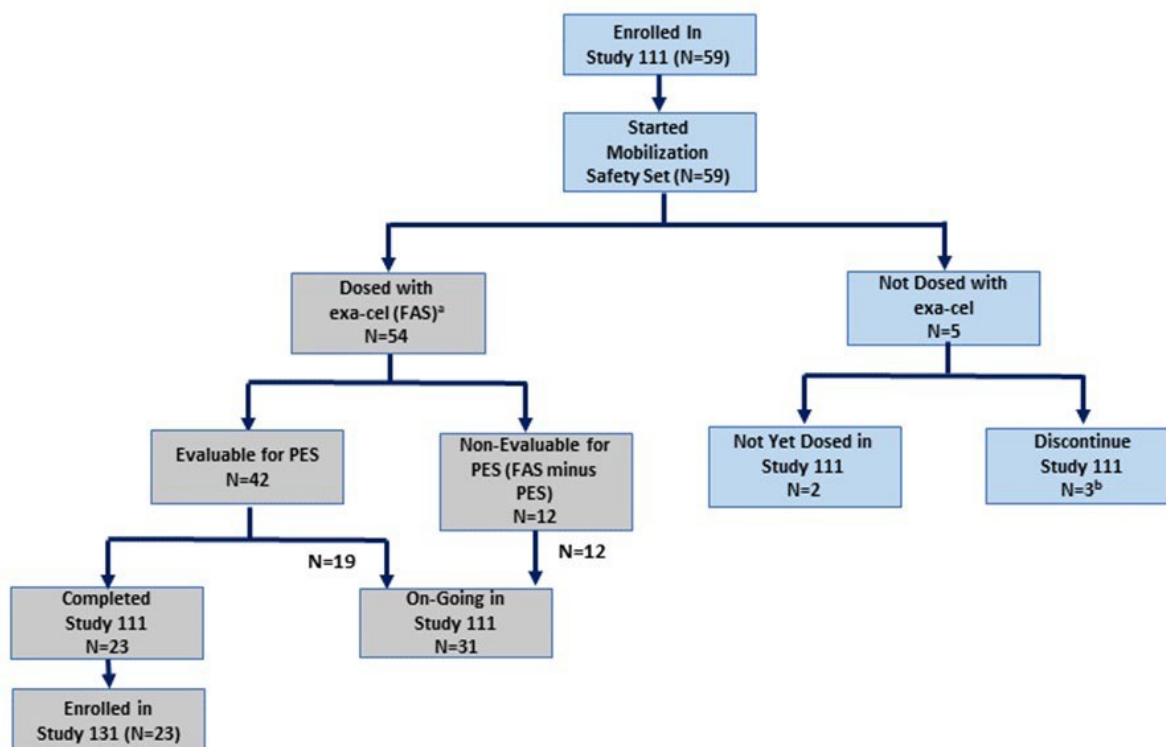 Enrolled In
Study 111 (N=59)
Started
Mobilization
Safety Set (N=59)
Dosed with
exa-cel (FAS)ᵃ
N=54
Not Dosed with
exa-cel
N=5
Evaluable for PES
N=42
Non-Evaluable for
PES (FAS minus
PES)
N=12
Not Yet Dosed in
Study 111
N=2
Discontinue
Study 111
N=3ᵇ
N=19
N=12
Completed
Study 111
N=23
On-Going in
Study 111
N=31
Enrolled in
Study 131 (N=23)